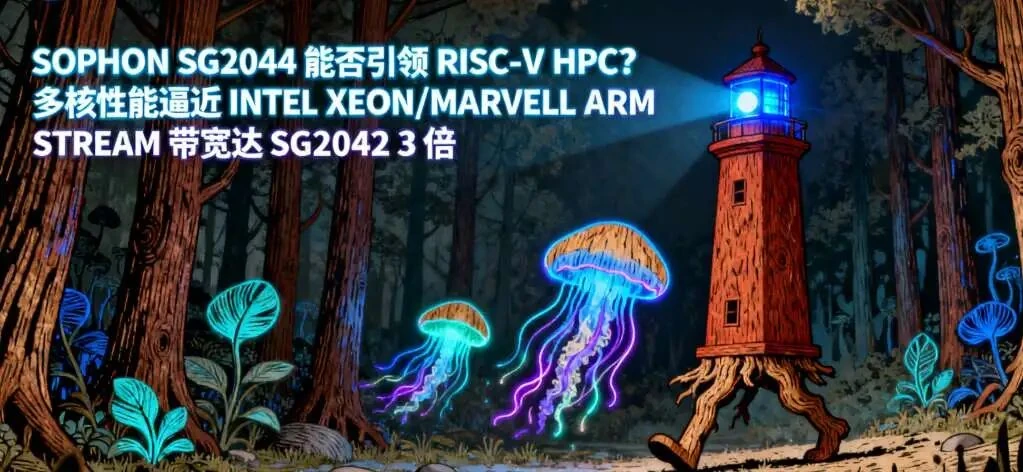 SOPHON SG2044 能否引领 RISC-V HPC?
多核性能逼近 INTEL XEON/MARVELL ARM
STREAM 带宽达 SG2042 3 倍